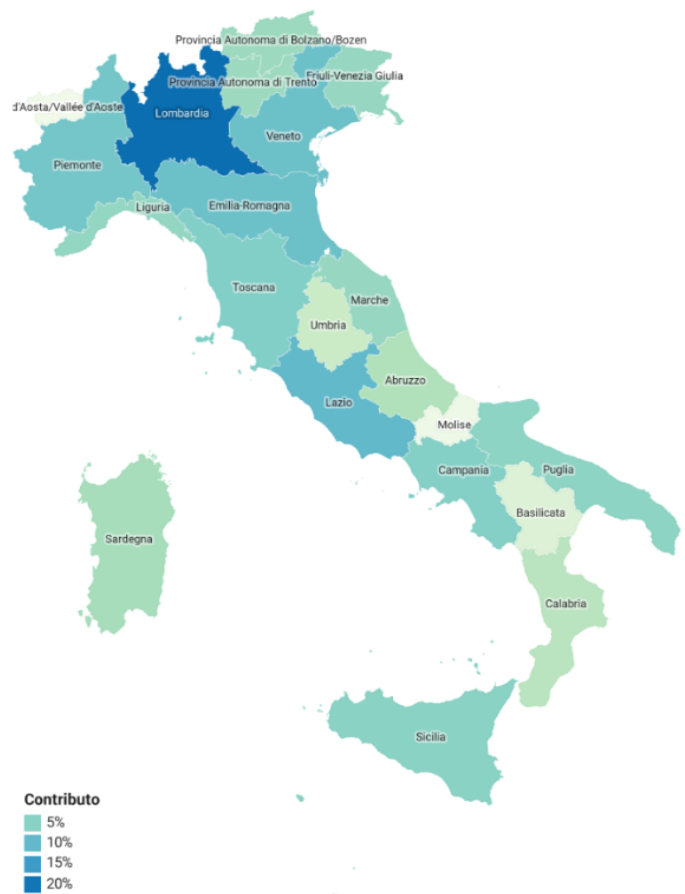 Provincia Autonoma di Bolzano/Bozen
Provincia Autonoma di Trento
Friuli-Venezia Giulia
d'Aosta/Vallée d'Aoste
Lombardia
Veneto
Piemonte
Liguria
Emilia-Romagna
Toscana
Marche
Umbria
Abruzzo
Lazio
Molise
Campania
Puglia
Basilicata
Sardegna
Calabria
Sicilia
Contributo
5%
10%
15%
20%